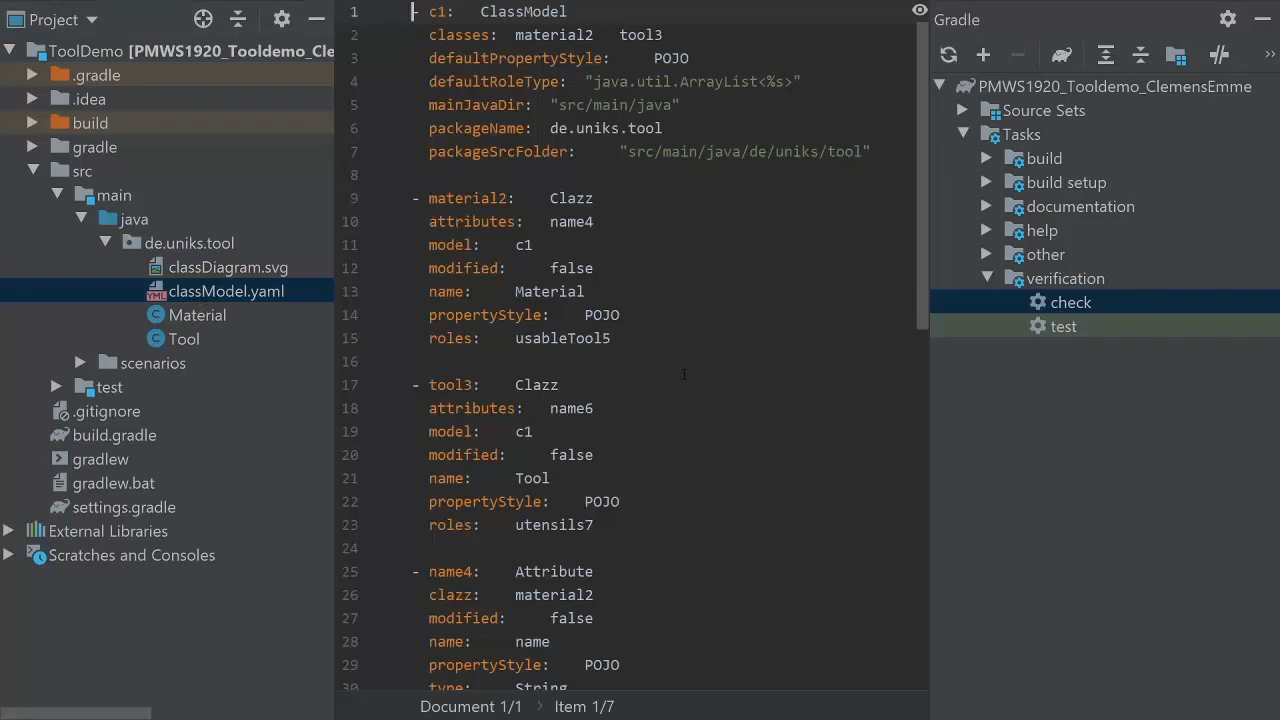 Project
ToolDemo [PMWS1920_Tooldemo_Cle
.gradle
.idea
build
gradle
src
main
java
de.uniks.tool
classDiagram.svg
YML classModel.yaml
C Material
C Tool
scenarios
test
.gitignore
build.gradle
gradlew
gradlew.bat
settings.gradle
External Libraries
Scratches and Consoles
1 - c1: ClassModel
2 classes: material2 tool3
3 defaultPropertyStyle: POJO
4 defaultRoleType: "java.util.ArrayList<%s>"
5 mainJavaDir: "src/main/java"
6 packageName: de.uniks.tool
7 packageSrcFolder: "src/main/java/de/uniks/tool"
8
9 - material2: Clazz
10 attributes: name4
11 model: c1
12 modified: false
13 name: Material
14 propertyStyle: POJO
15 roles: usableTool5
16
17 - tool3: Clazz
18 attributes: name6
19 model: c1
20 modified: false
21 name: Tool
22 propertyStyle: POJO
23 roles: utensils7
24
25 - name4: Attribute
26 clazz: material2
27 modified: false
28 name: name
29 propertyStyle: POJO
30 type: String
Document 1/1 › Item 1/7
Gradle
PMWS1920_Tooldemo_ClemensEmme
Source Sets
Tasks
build
build setup
documentation
help
other
verification
check
test